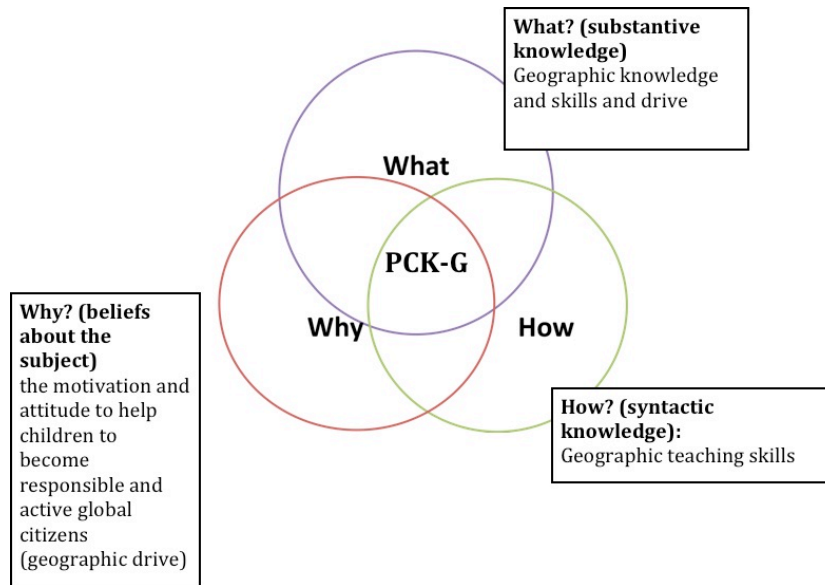 What? (substantive
knowledge)
Geographic knowledge
and skills and drive
What
PCK-G
Why
How
Why? (beliefs
about the
subject)
the motivation and
attitude to help
children to
become
responsible and
active global
citizens
(geographic drive)
How? (syntactic
knowledge):
Geographic teaching skills